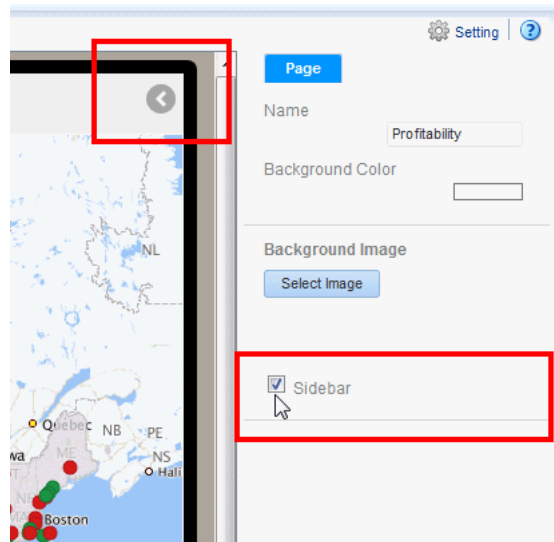 Setting
Page
Name
Profitability
Background Color
NL
Background Image
Select Image
Sidebar
Quebec
NB
PE
wa
ME
NS
Hali
Boston